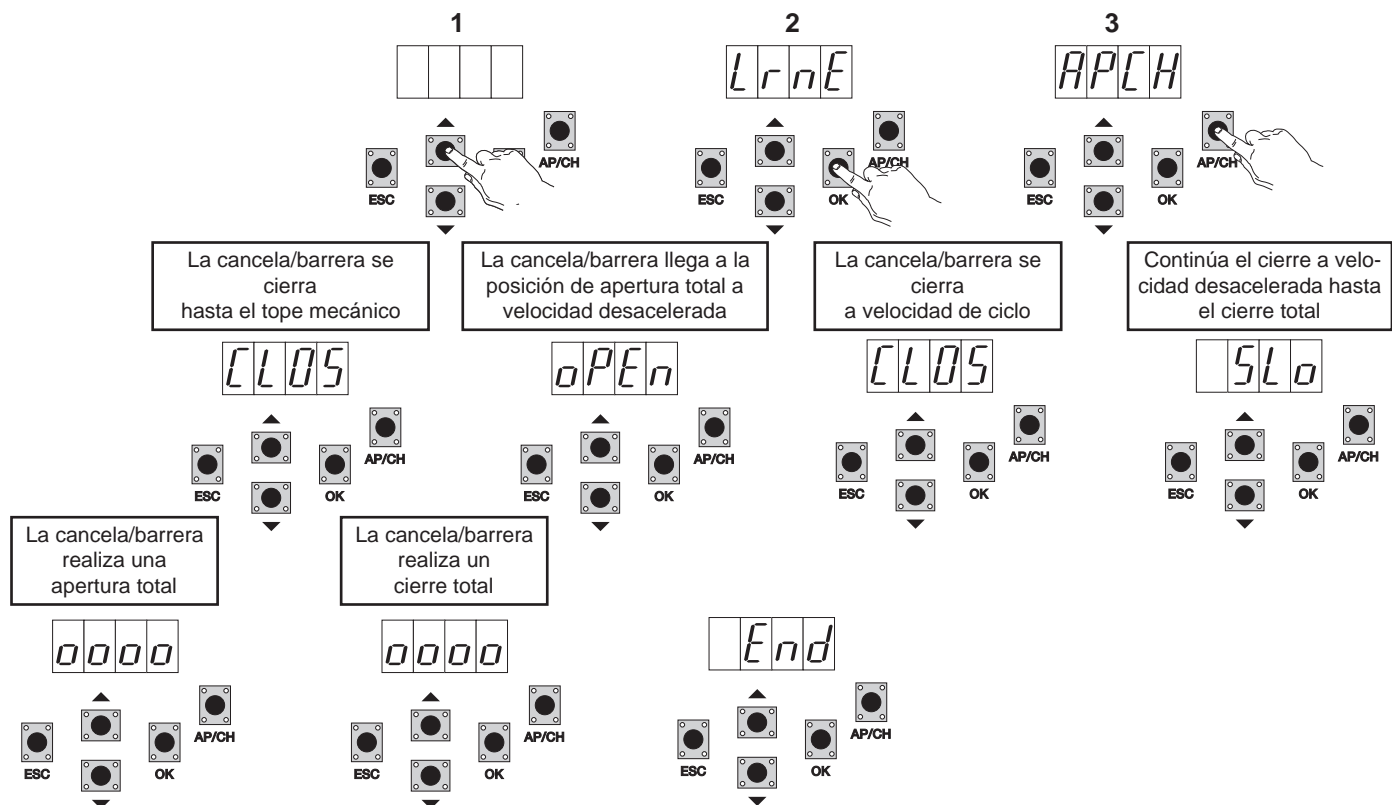 1
2
3
LrnE
APCH
AP/CH
ESC
AP/CH
ESC
OK
AP/CH
ESC
OK
La cancela/barrera se
cierra
hasta el tope mecánico
La cancela/barrera llega a la
posición de apertura total a
velocidad desacelerada
La cancela/barrera se
cierra
a velocidad de ciclo
Continúa el cierre a velo-
cidad desacelerada hasta
el cierre total
CLOS
oPEn
CLOS
SLo
AP/CH
ESC
OK
AP/CH
ESC
OK
AP/CH
ESC
OK
AP/CH
ESC
OK
La cancela/barrera
realiza una
apertura total
La cancela/barrera
realiza un
cierre total
oooo
oooo
End
AP/CH
ESC
OK
AP/CH
ESC
OK
AP/CH
ESC
OK